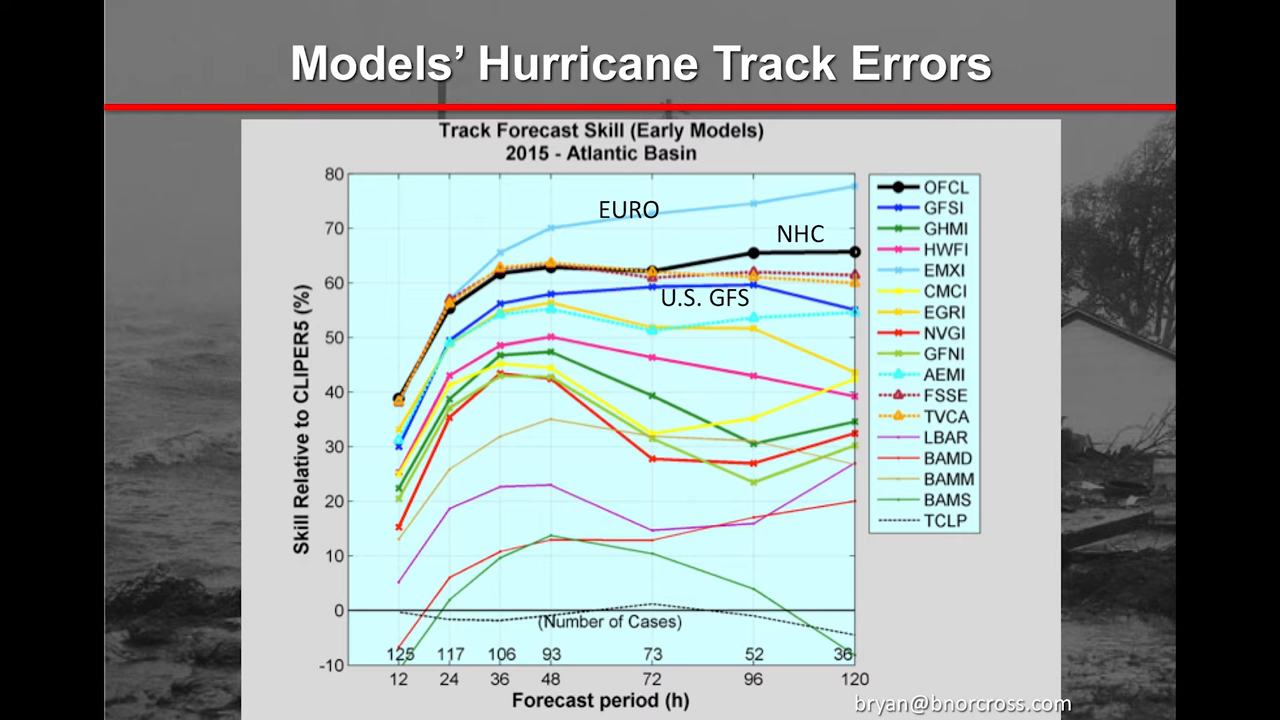 Models’ Hurricane Track Errors
Track Forecast Skill (Early Models)
2015 - Atlantic Basin
80
70
60
50
40
30
20
10
0
-10
Skill Relative to CLIPER5 (%)
EURO
NHC
U.S. GFS
(Number of Cases)
125 117 106 93 73 52 36
12 24 36 48 72 96 120
Forecast period (h)
OFCL
GFSI
GHMI
HWFI
EMXI
CMCI
EGRI
NVGI
GFNI
AEMI
FSSE
TVCA
LBAR
BAMD
BAMM
BAMS
TCLP
bryan@bnorcross.com